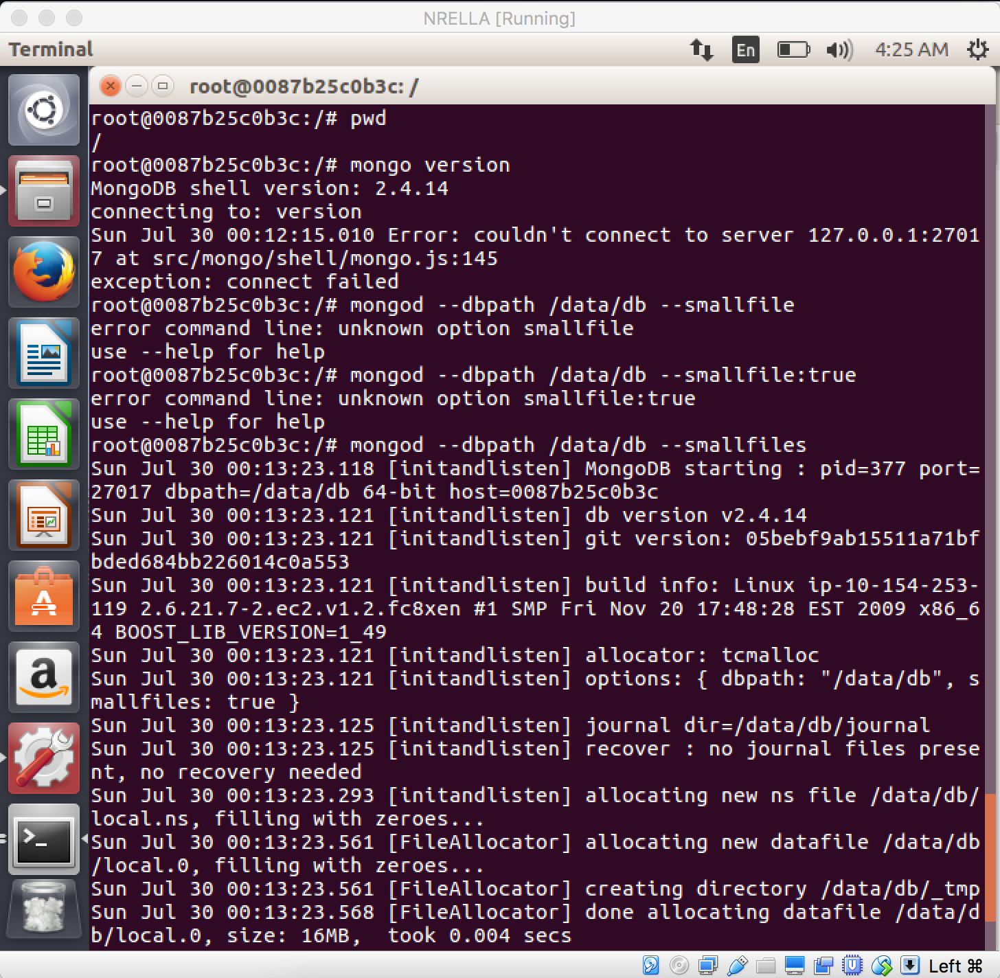 NRELLA [Running]
Terminal
En
4:25 AM
root@0087b25c0b3c: /
root@0087b25c0b3c:/# pwd
/
root@0087b25c0b3c:/# mongo version
MongoDB shell version: 2.4.14
connecting to: version
Sun Jul 30 00:12:15.010 Error: couldn't connect to server 127.0.0.1:2701
7 at src/mongo/shell/mongo.js:145
exception: connect failed
root@0087b25c0b3c:/# mongod --dbpath /data/db --smallfile
error command line: unknown option smallfile
use --help for help
root@0087b25c0b3c:/# mongod --dbpath /data/db --smallfile:true
error command line: unknown option smallfile:true
use --help for help
root@0087b25c0b3c:/# mongod --dbpath /data/db --smallfiles
Sun Jul 30 00:13:23.118 [initandlisten] MongoDB starting : pid=377 port=
27017 dbpath=/data/db 64-bit host=0087b25c0b3c
Sun Jul 30 00:13:23.121 [initandlisten] db version v2.4.14
Sun Jul 30 00:13:23.121 [initandlisten] git version: 05bebf9ab15511a71bf
bded684bb226014c0a553
Sun Jul 30 00:13:23.121 [initandlisten] build info: Linux ip-10-154-253-
119 2.6.21.7-2.ec2.v1.2.fc8xen #1 SMP Fri Nov 20 17:48:28 EST 2009 x86_6
4 BOOST_LIB_VERSION=1_49
Sun Jul 30 00:13:23.121 [initandlisten] allocator: tcmalloc
Sun Jul 30 00:13:23.121 [initandlisten] options: { dbpath: "/data/db", s
mallfiles: true }
Sun Jul 30 00:13:23.125 [initandlisten] journal dir=/data/db/journal
Sun Jul 30 00:13:23.125 [initandlisten] recover : no journal files prese
nt, no recovery needed
Sun Jul 30 00:13:23.293 [initandlisten] allocating new ns file /data/db/
local.ns, filling with zeroes...
Sun Jul 30 00:13:23.561 [FileAllocator] allocating new datafile /data/db
/local.0, filling with zeroes...
Sun Jul 30 00:13:23.561 [FileAllocator] creating directory /data/db/_tmp
Sun Jul 30 00:13:23.568 [FileAllocator] done allocating datafile /data/d
b/local.0, size: 16MB,  took 0.004 secs
Left ⌘